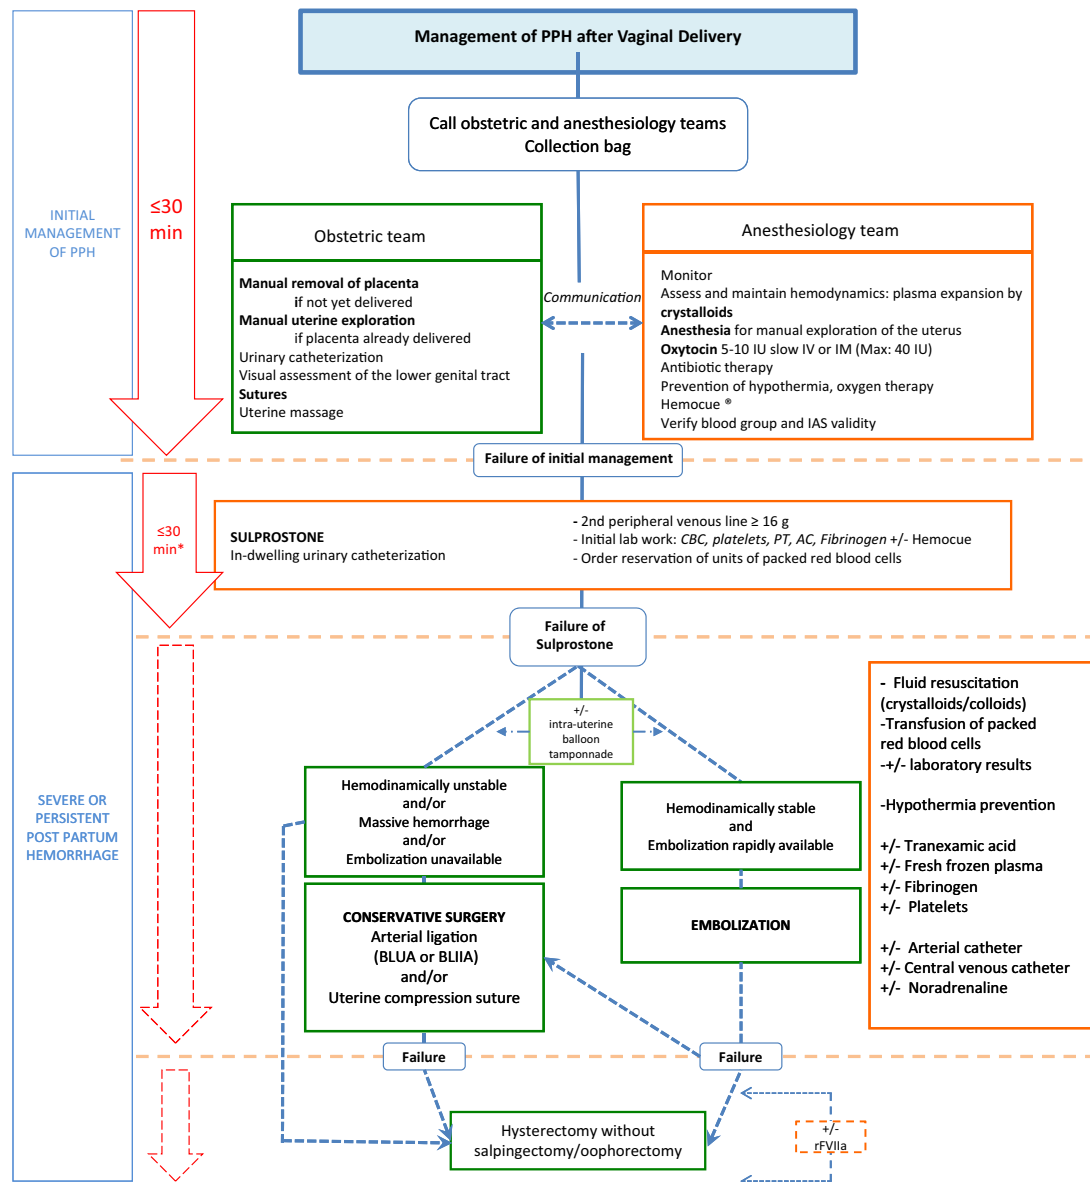 Management of PPH after Vaginal Delivery
Call obstetric and anesthesiology teams
Collection bag
INITIAL
MANAGEMENT
OF PPH
≤30
min
Obstetric team
Manual removal of placenta
if not yet delivered
Manual uterine exploration
if placenta already delivered
Urinary catheterization
Visual assessment of the lower genital tract
Sutures
Uterine massage
Communication
Anesthesiology team
Monitor
Assess and maintain hemodynamics: plasma expansion by
crystalloids
Anesthesia for manual exploration of the uterus
Oxytocin 5-10 IU slow IV or IM (Max: 40 IU)
Antibiotic therapy
Prevention of hypothermia, oxygen therapy
Hemocue ®
Verify blood group and IAS validity
Failure of initial management
≤30
min*
SULPROSTONE
In-dwelling urinary catheterization
- 2nd peripheral venous line ≥ 16 g
- Initial lab work: CBC, platelets, PT, AC, Fibrinogen +/- Hemocue
- Order reservation of units of packed red blood cells
Failure of
Sulprostone
SEVERE OR
PERSISTENT
POST PARTUM
HEMORRHAGE
+/-
intra-uterine
balloon
tamponnade
Hemodinamically unstable
and/or
Massive hemorrhage
and/or
Embolization unavailable
Hemodinamically stable
and
Embolization rapidly available
CONSERVATIVE SURGERY
Arterial ligation
(BLUA or BLIIA)
and/or
Uterine compression suture
EMBOLIZATION
- Fluid resuscitation
(crystalloids/colloids)
-Transfusion of packed
red blood cells
-+/- laboratory results
-Hypothermia prevention
+/- Tranexamic acid
+/- Fresh frozen plasma
+/- Fibrinogen
+/- Platelets
+/- Arterial catheter
+/- Central venous catheter
+/- Noradrenaline
Failure
Failure
Hysterectomy without
salpingectomy/oophorectomy
+/-
rFVIIa